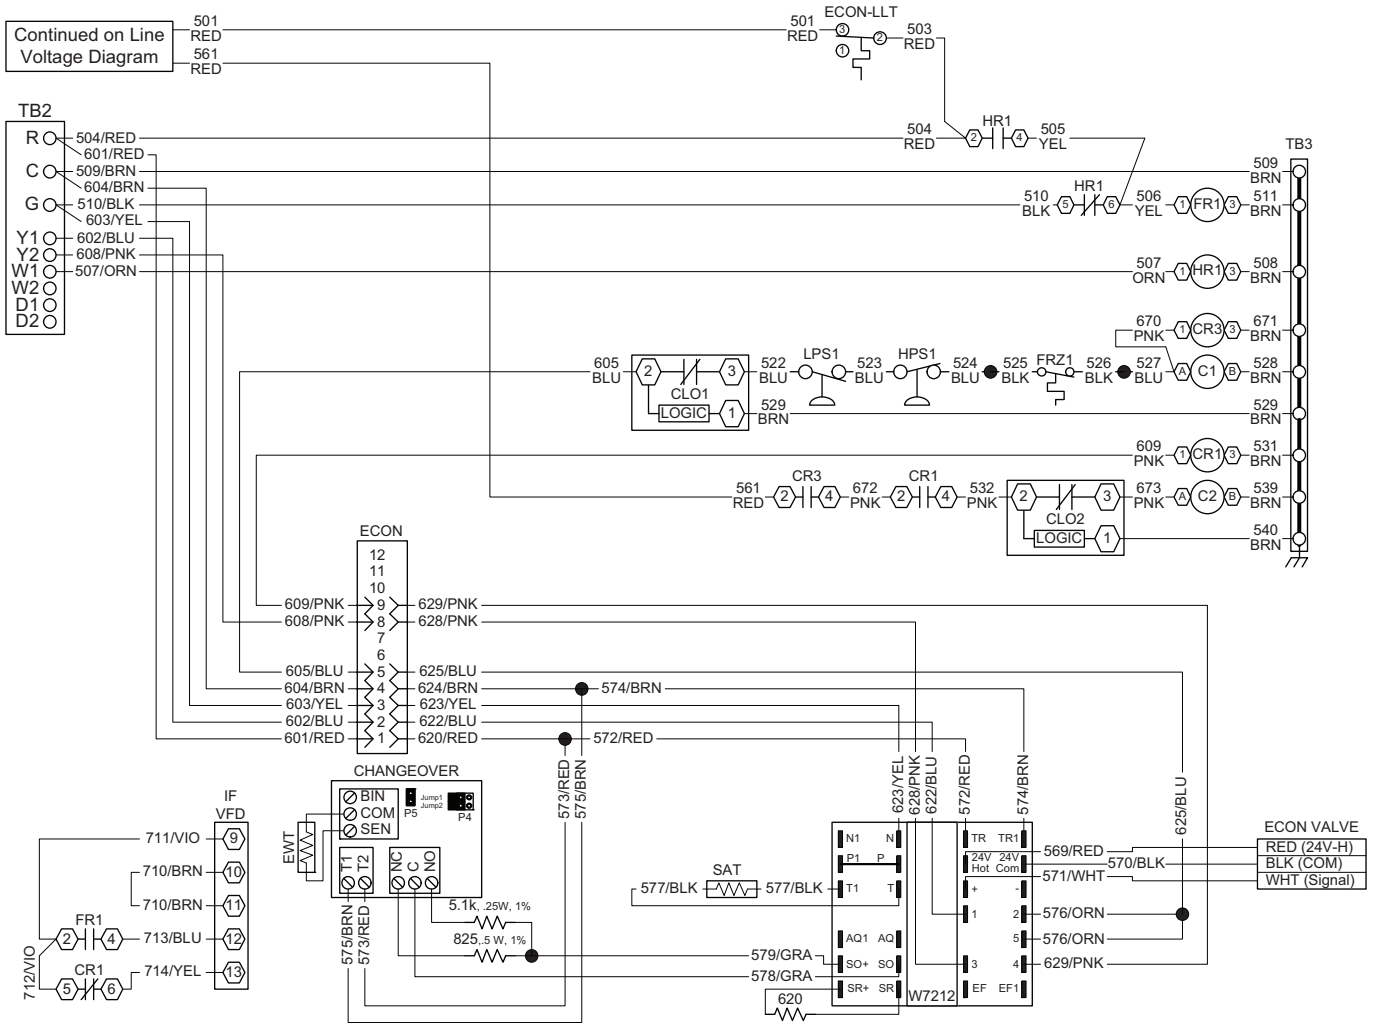 Continued on Line
Voltage Diagram
501
RED
561
RED
501
RED
ECON-LLT
3
2
1
503
RED
TB2
R
504/RED
601/RED
C
509/BRN
604/BRN
G
510/BLK
603/YEL
Y1
602/BLU
Y2
608/PNK
W1
507/ORN
W2
D1
D2
504
RED
2
HR1
4
505
YEL
TB3
509
BRN
510
BLK
5
HR1
6
506
YEL
1
FR1
3
511
BRN
507
ORN
1
HR1
3
508
BRN
670
PNK
1
CR3
3
671
BRN
605
BLU
2
3
CLO1
LOGIC
1
522
BLU
LPS1
523
BLU
HPS1
524
BLU
525
BLK
FRZ1
526
BLK
527
BLU
A
C1
B
528
BRN
529
BRN
529
BRN
609
PNK
1
CR1
3
531
BRN
561
RED
2
CR3
4
672
PNK
2
CR1
4
532
PNK
2
3
CLO2
LOGIC
1
673
PNK
A
C2
B
539
BRN
540
BRN
ECON
12
11
10
609/PNK
9
629/PNK
608/PNK
8
628/PNK
7
6
605/BLU
5
625/BLU
604/BRN
4
624/BRN
574/BRN
603/YEL
3
623/YEL
602/BLU
2
622/BLU
601/RED
1
620/RED
572/RED
573/RED
575/BRN
623/YEL
628/PNK
622/BLU
572/RED
574/BRN
625/BLU
CHANGEOVER
BIN
COM
SEN
P5
Jump1
Jump2
P4
EWT
T1
T2
NC
C
NO
575/BRN
573/RED
5.1k, .25W, 1%
825,.5 W, 1%
IF
VFD
711/VIO
9
710/BRN
10
710/BRN
11
FR1
2
4
713/BLU
12
712/VIO
CR1
5
6
714/YEL
13
577/BLK
SAT
577/BLK
579/GRA
578/GRA
620
N1
N
P1
P
T1
T
AQ1
AQ
SO+
SO
SR+
SR
W7212
TR
TR1
24V
Hot
24V
Com
+
-
1
2
5
3
4
EF
EF1
569/RED
570/BLK
571/WHT
576/ORN
576/ORN
629/PNK
ECON VALVE
RED (24V-H)
BLK (COM)
WHT (Signal)